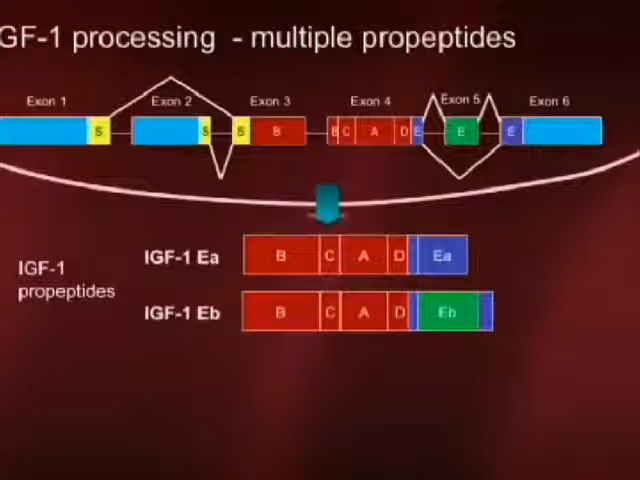 GF-1 processing - multiple propeptides
Exon 1 Exon 2 Exon 3 Exon 4 Exon 5 Exon 6
S S S B B C A D E E E
IGF-1 Ea B C A D Ea
IGF-1 propeptides
IGF-1 Eb B C A D Eb